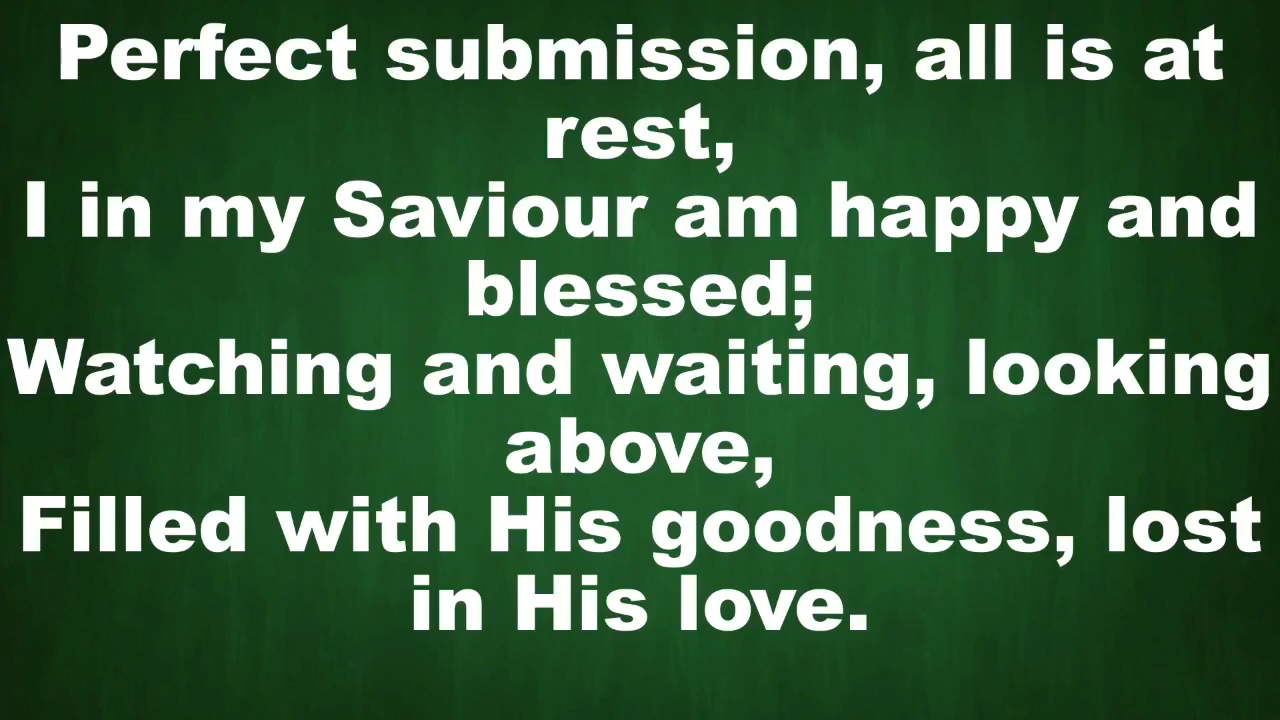 Perfect submission, all is at
rest,
I in my Saviour am happy and
blessed;
Watching and waiting, looking
above,
Filled with His goodness, lost
in His love.